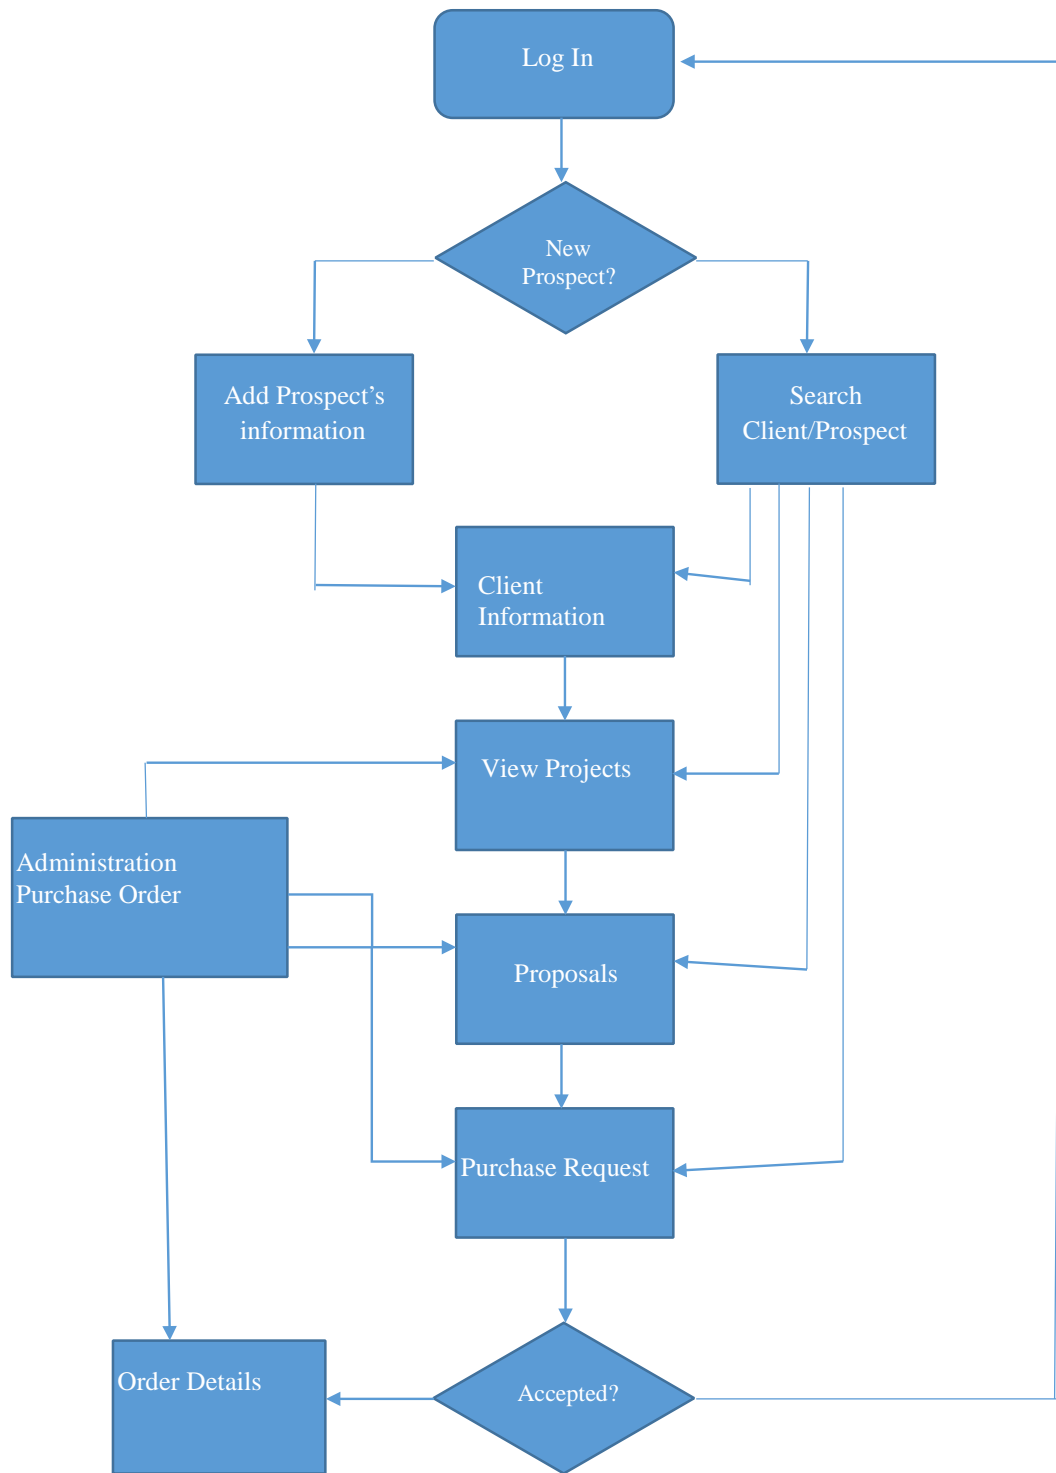 Log In
New
Prospect?
Add Prospect’s
information
Search
Client/Prospect
Client
Information
View Projects
Administration
Purchase Order
Proposals
Purchase Request
Order Details
Accepted?